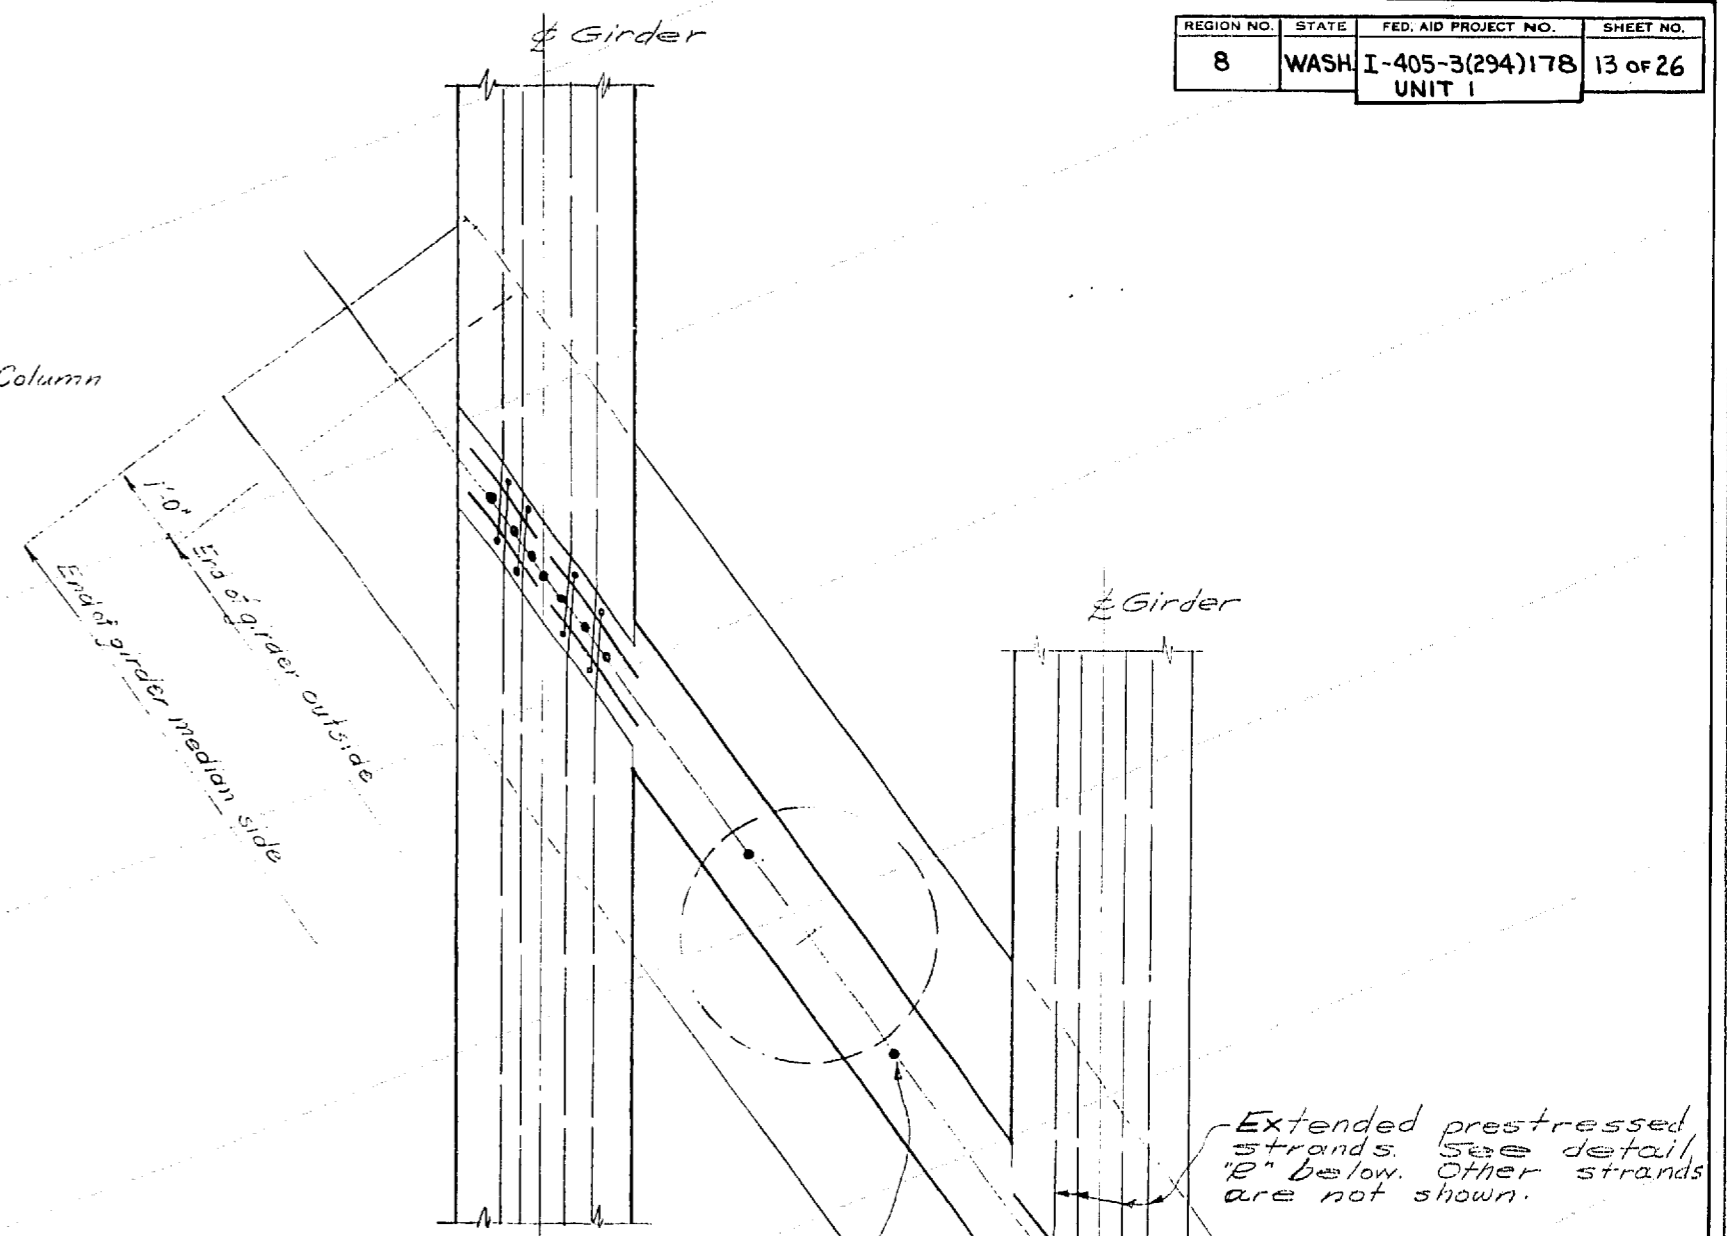 ℄ Girder
REGION NO. STATE FED. AID PROJECT NO. SHEET NO.
8 WASH. I-405-3(294)178 13 OF 26
UNIT 1
Column
1'-0"
End of girder outside
End of girder median side
℄ Girder
Extended prestressed
strands. See detail
"P" below. Other strands
are not shown.